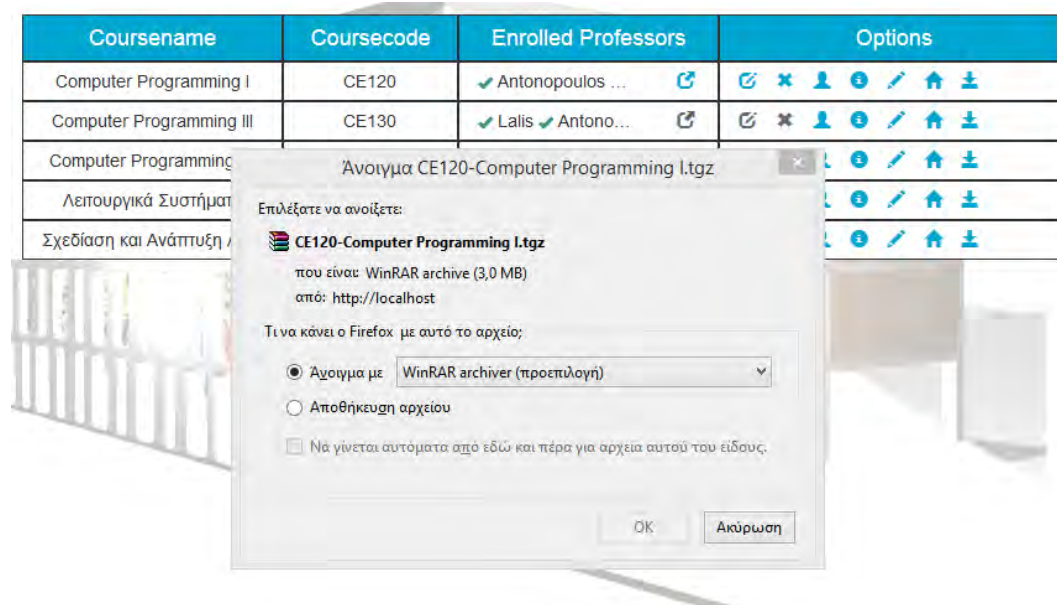 Coursename Coursecode Enrolled Professors Options
Computer Programming I CE120 Antonopoulos ...
Computer Programming III CE130 Lalis Antono...
Computer Programming
Λειτουργικά Συστήματ
Σχεδίαση και Ανάπτυξη
Άνοιγμα CE120-Computer Programming I.tgz
Επιλέξατε να ανοίξετε:
CE120-Computer Programming I.tgz
που είναι: WinRAR archive (3,0 MB)
από: http://localhost
Τι να κάνει ο Firefox με αυτό το αρχείο;
Άνοιγμα με WinRAR archiver (προεπιλογή)
Αποθήκευση αρχείου
Να γίνεται αυτόματα από εδώ και πέρα για αρχεια αυτού του είδους.
OK Ακύρωση